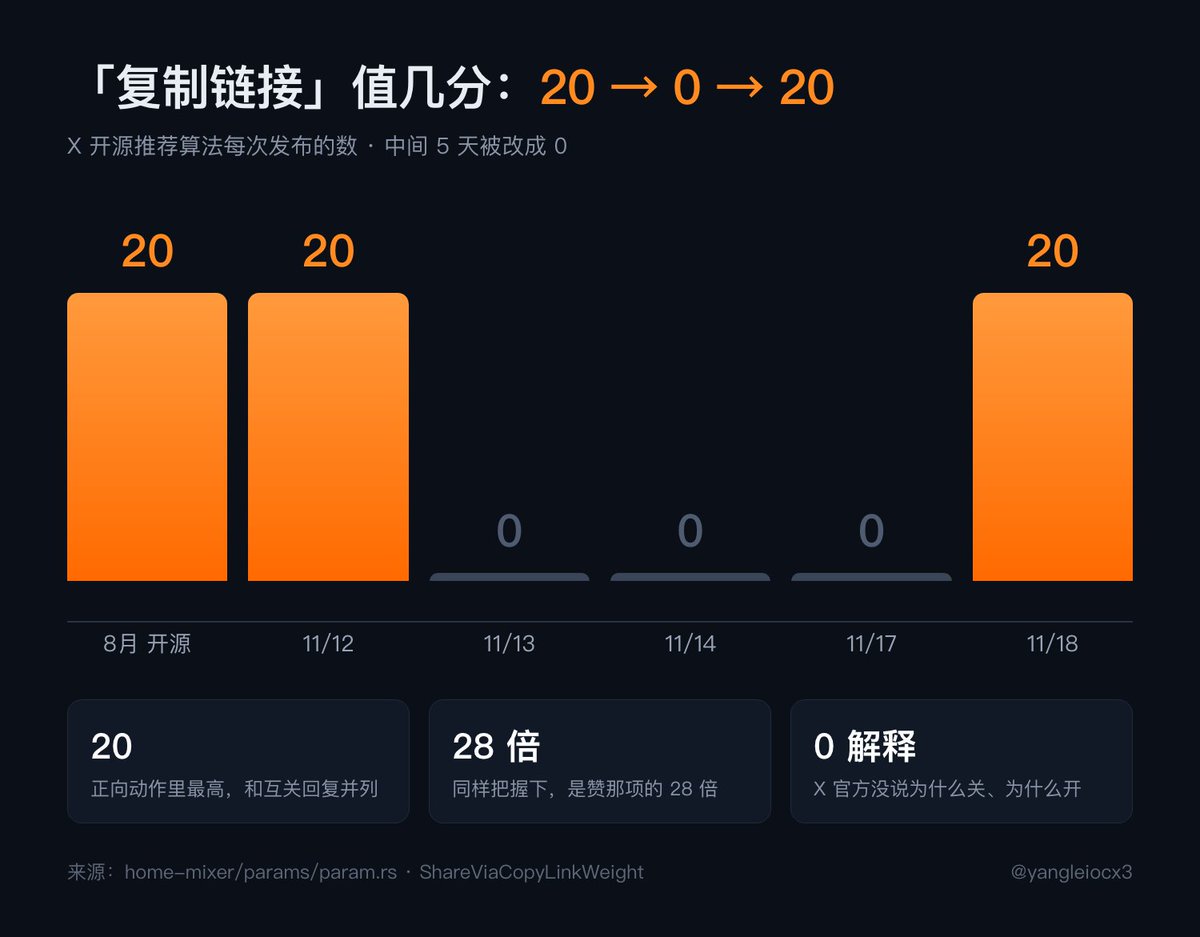 「复制链接」值几分：20 → 0 → 20
X 开源推荐算法每次发布的数 · 中间 5 天被改成 0
20
20
0
0
0
20
8月 开源
11/12
11/13
11/14
11/17
11/18
20
正向动作里最高，和互关回复并列
28 倍
同样把握下，是赞那项的 28 倍
0 解释
X 官方没说为什么关、为什么开
来源：home-mixer/params/param.rs · ShareViaCopyLinkWeight
@yangleiocx3